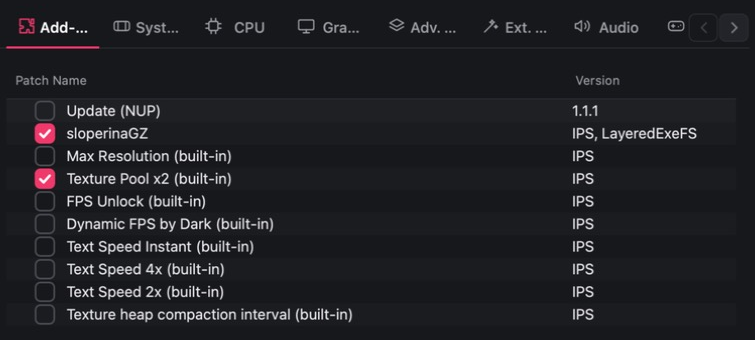 Add-... Syst... CPU Gra... Adv. ... Ext. ... Audio
Patch Name Version
Update (NUP) 1.1.1
sloperinaGZ IPS, LayeredExeFS
Max Resolution (built-in) IPS
Texture Pool x2 (built-in) IPS
FPS Unlock (built-in) IPS
Dynamic FPS by Dark (built-in) IPS
Text Speed Instant (built-in) IPS
Text Speed 4x (built-in) IPS
Text Speed 2x (built-in) IPS
Texture heap compaction interval (built-in) IPS